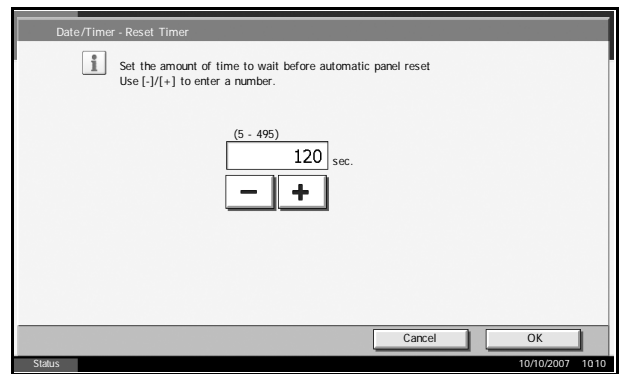 Date/Timer - Reset Timer
Set the amount of time to wait before automatic panel reset
Use [-]/[+] to enter a number.
(5 - 495)
120 sec.
− +
Cancel OK
Status 10/10/2007 10:10